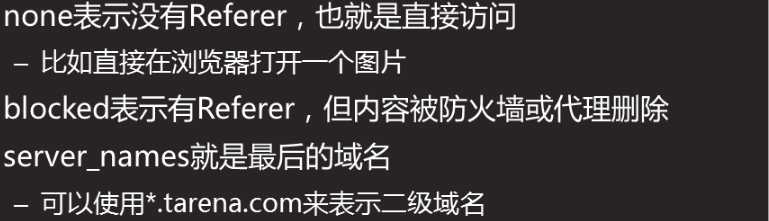 none表示没有Referer，也就是直接访问
– 比如直接在浏览器打开一个图片
blocked表示有Referer，但内容被防火墙或代理删除
server_names就是最后的域名
– 可以使用*.tarena.com来表示二级域名